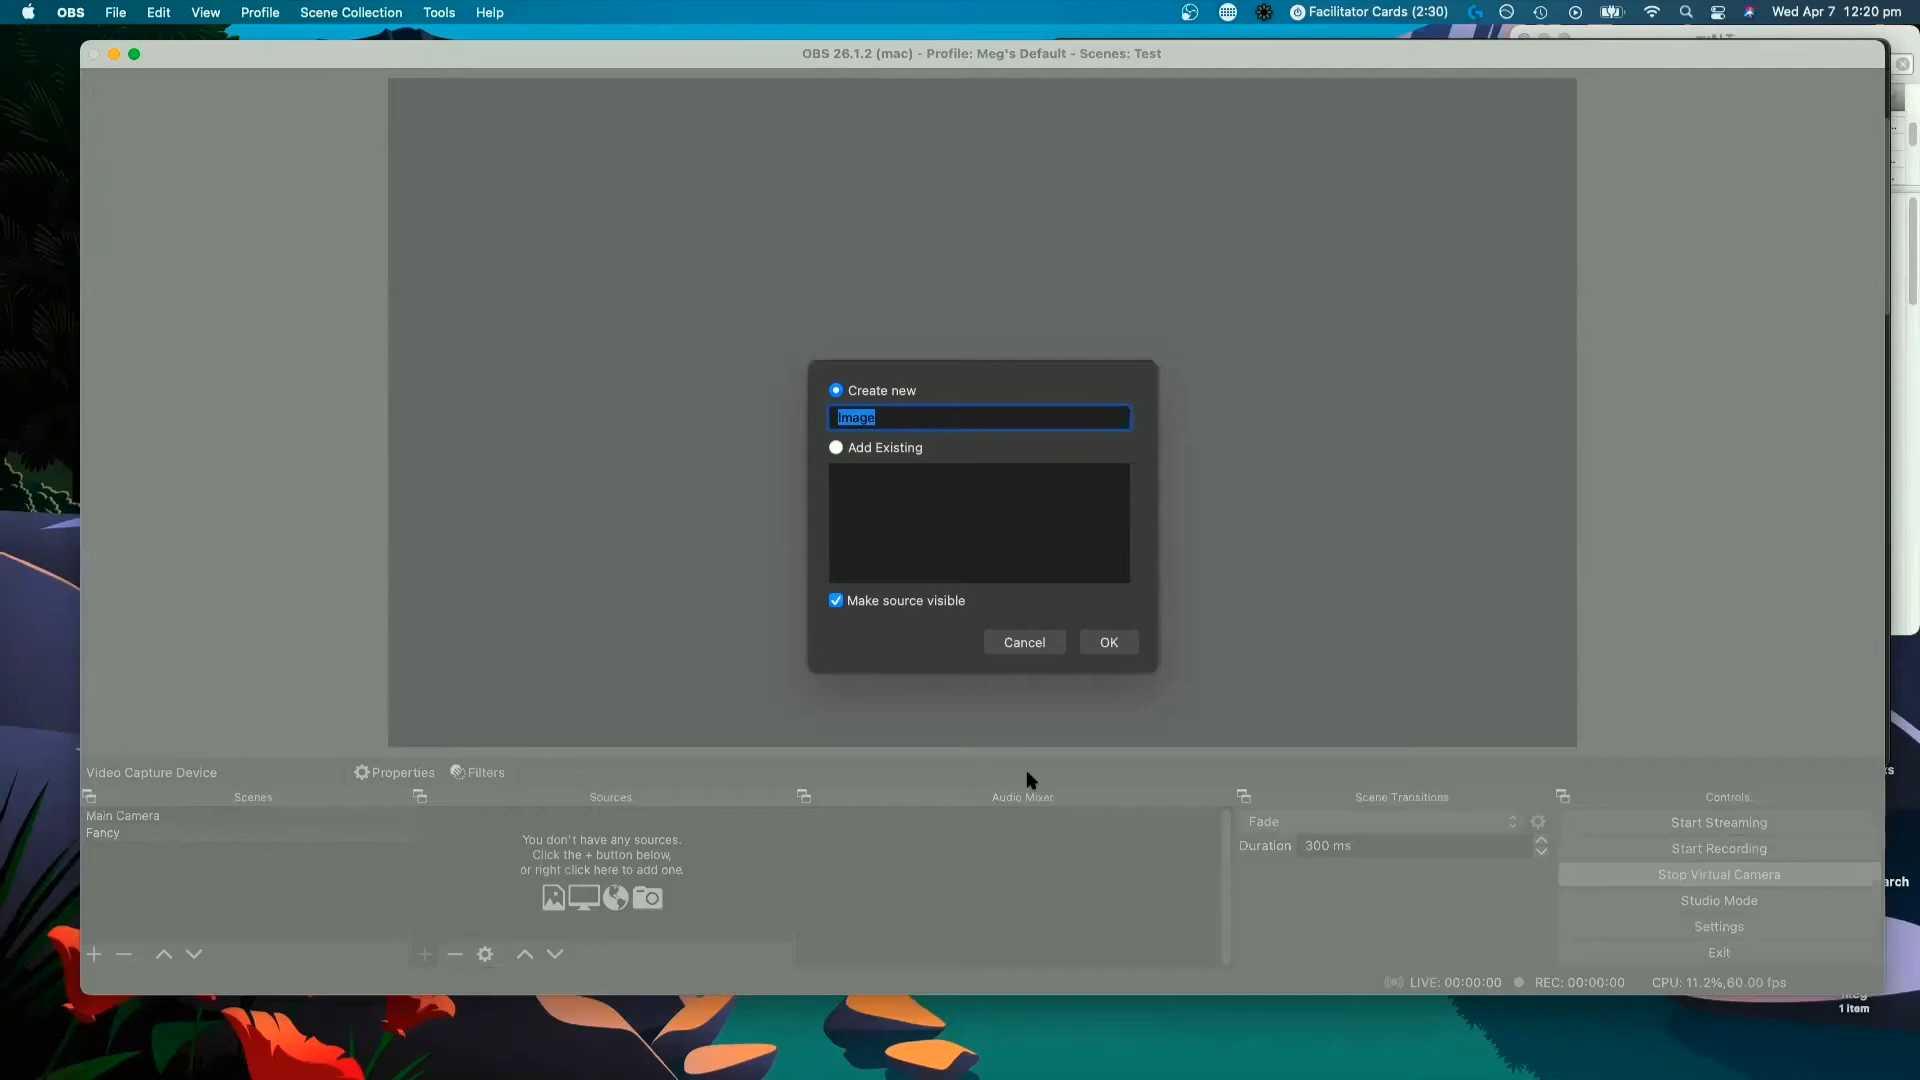 OBS File Edit View Profile Scene Collection Tools Help Facilitator Cards (2:30) Wed Apr 7 12:20 pm
OBS 26.1.2 (mac) - Profile: Meg's Default - Scenes: Test
Create new
Image
Add Existing
Make source visible
Cancel OK
Video Capture Device Properties Filters
Scenes Sources Audio Mixer Scene Transitions Controls
Main Camera
Fancy
You don't have any sources.
Click the + button below,
or right click here to add one.
Fade
Duration 300 ms
Start Streaming
Start Recording
Stop Virtual Camera
Studio Mode
Settings
Exit
LIVE: 00:00:00 REC: 00:00:00 CPU: 11.2%,60.00 fps
1 item